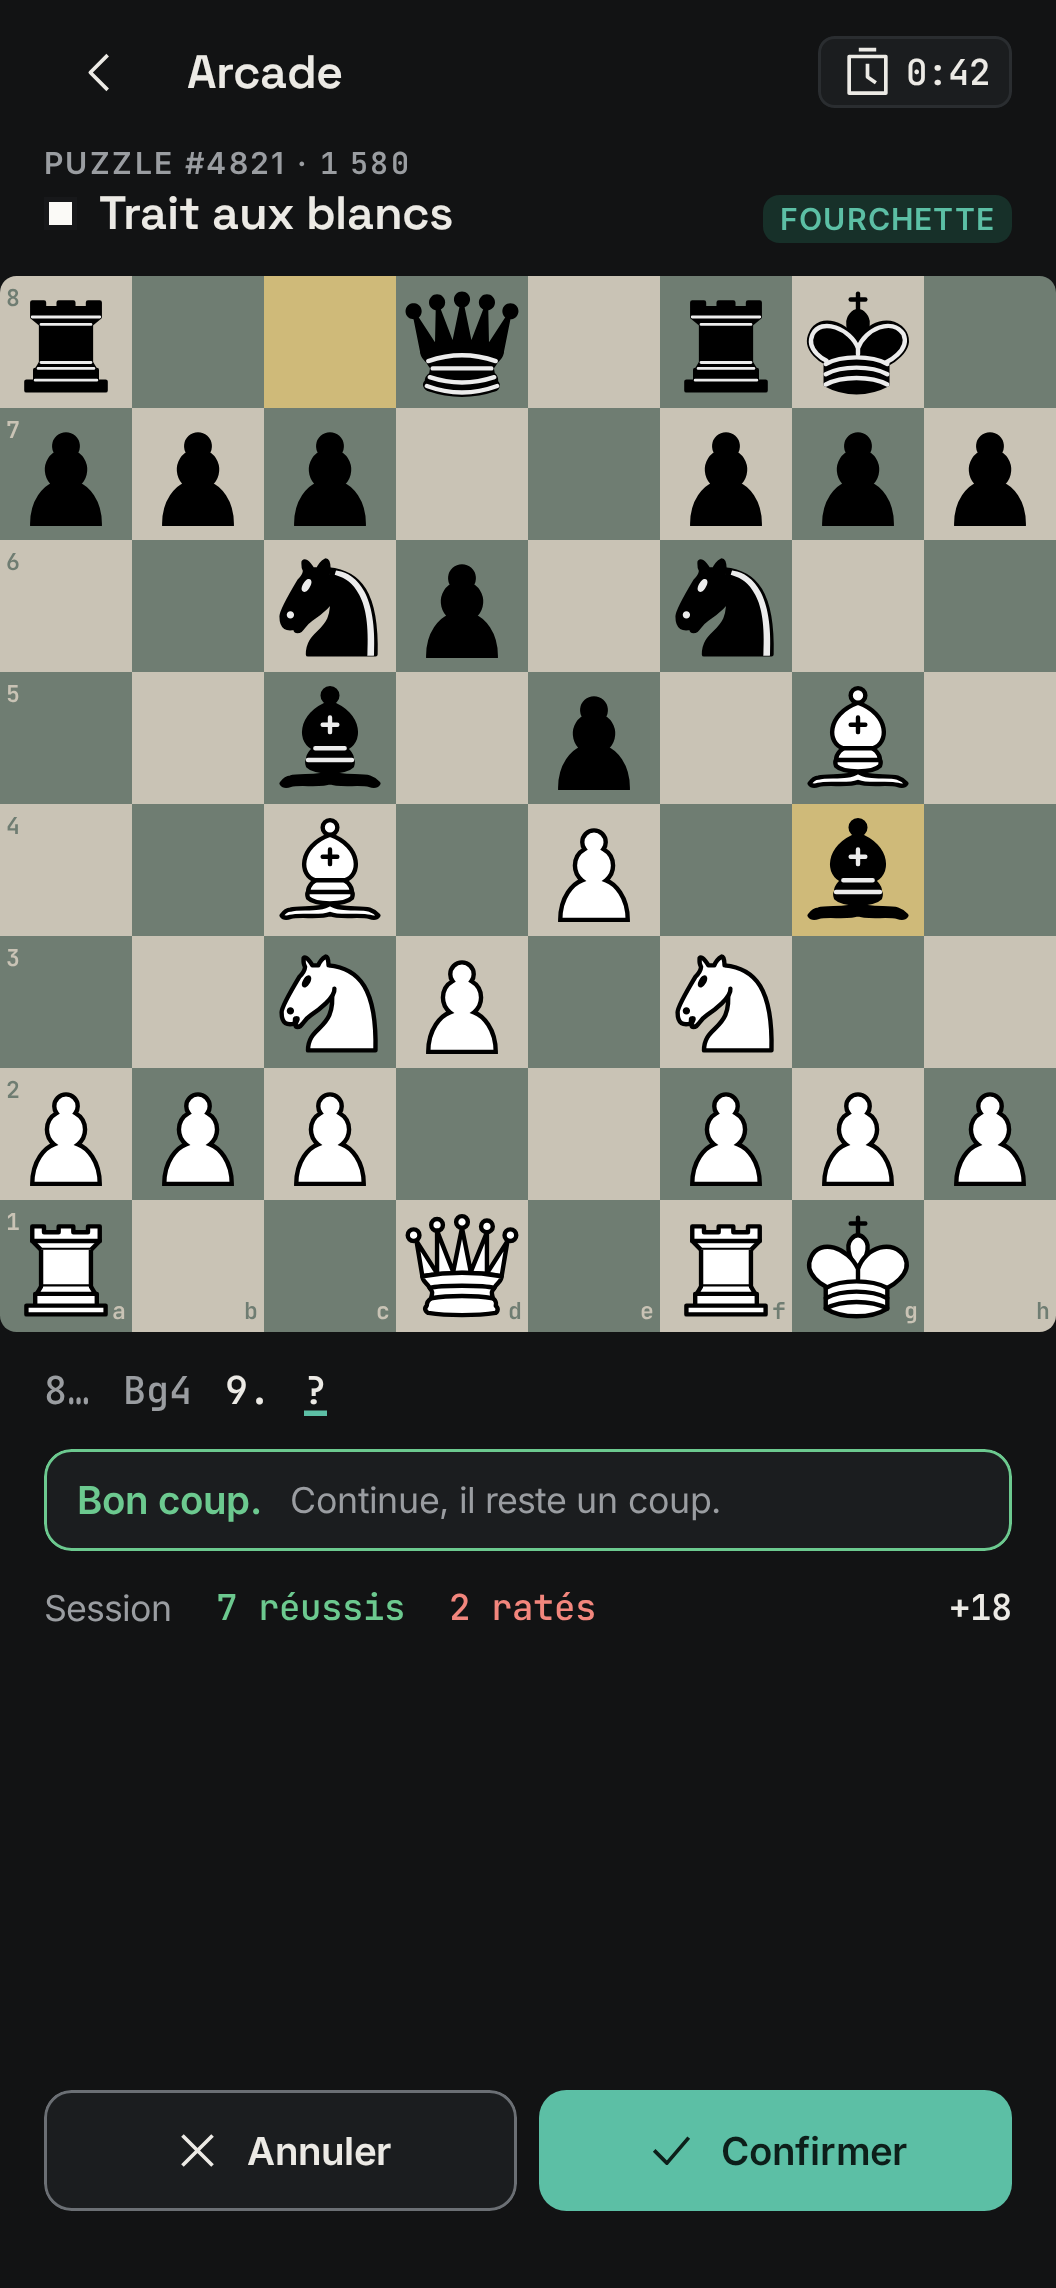 Arcade
0:42
PUZZLE #4821 · 1 580
Trait aux blancs
FOURCHETTE
8
7
6
5
4
3
2
1
a b c d e f g h
8… Bg4 9. ?
Bon coup. Continue, il reste un coup.
Session 7 réussis 2 ratés +18
Annuler
Confirmer